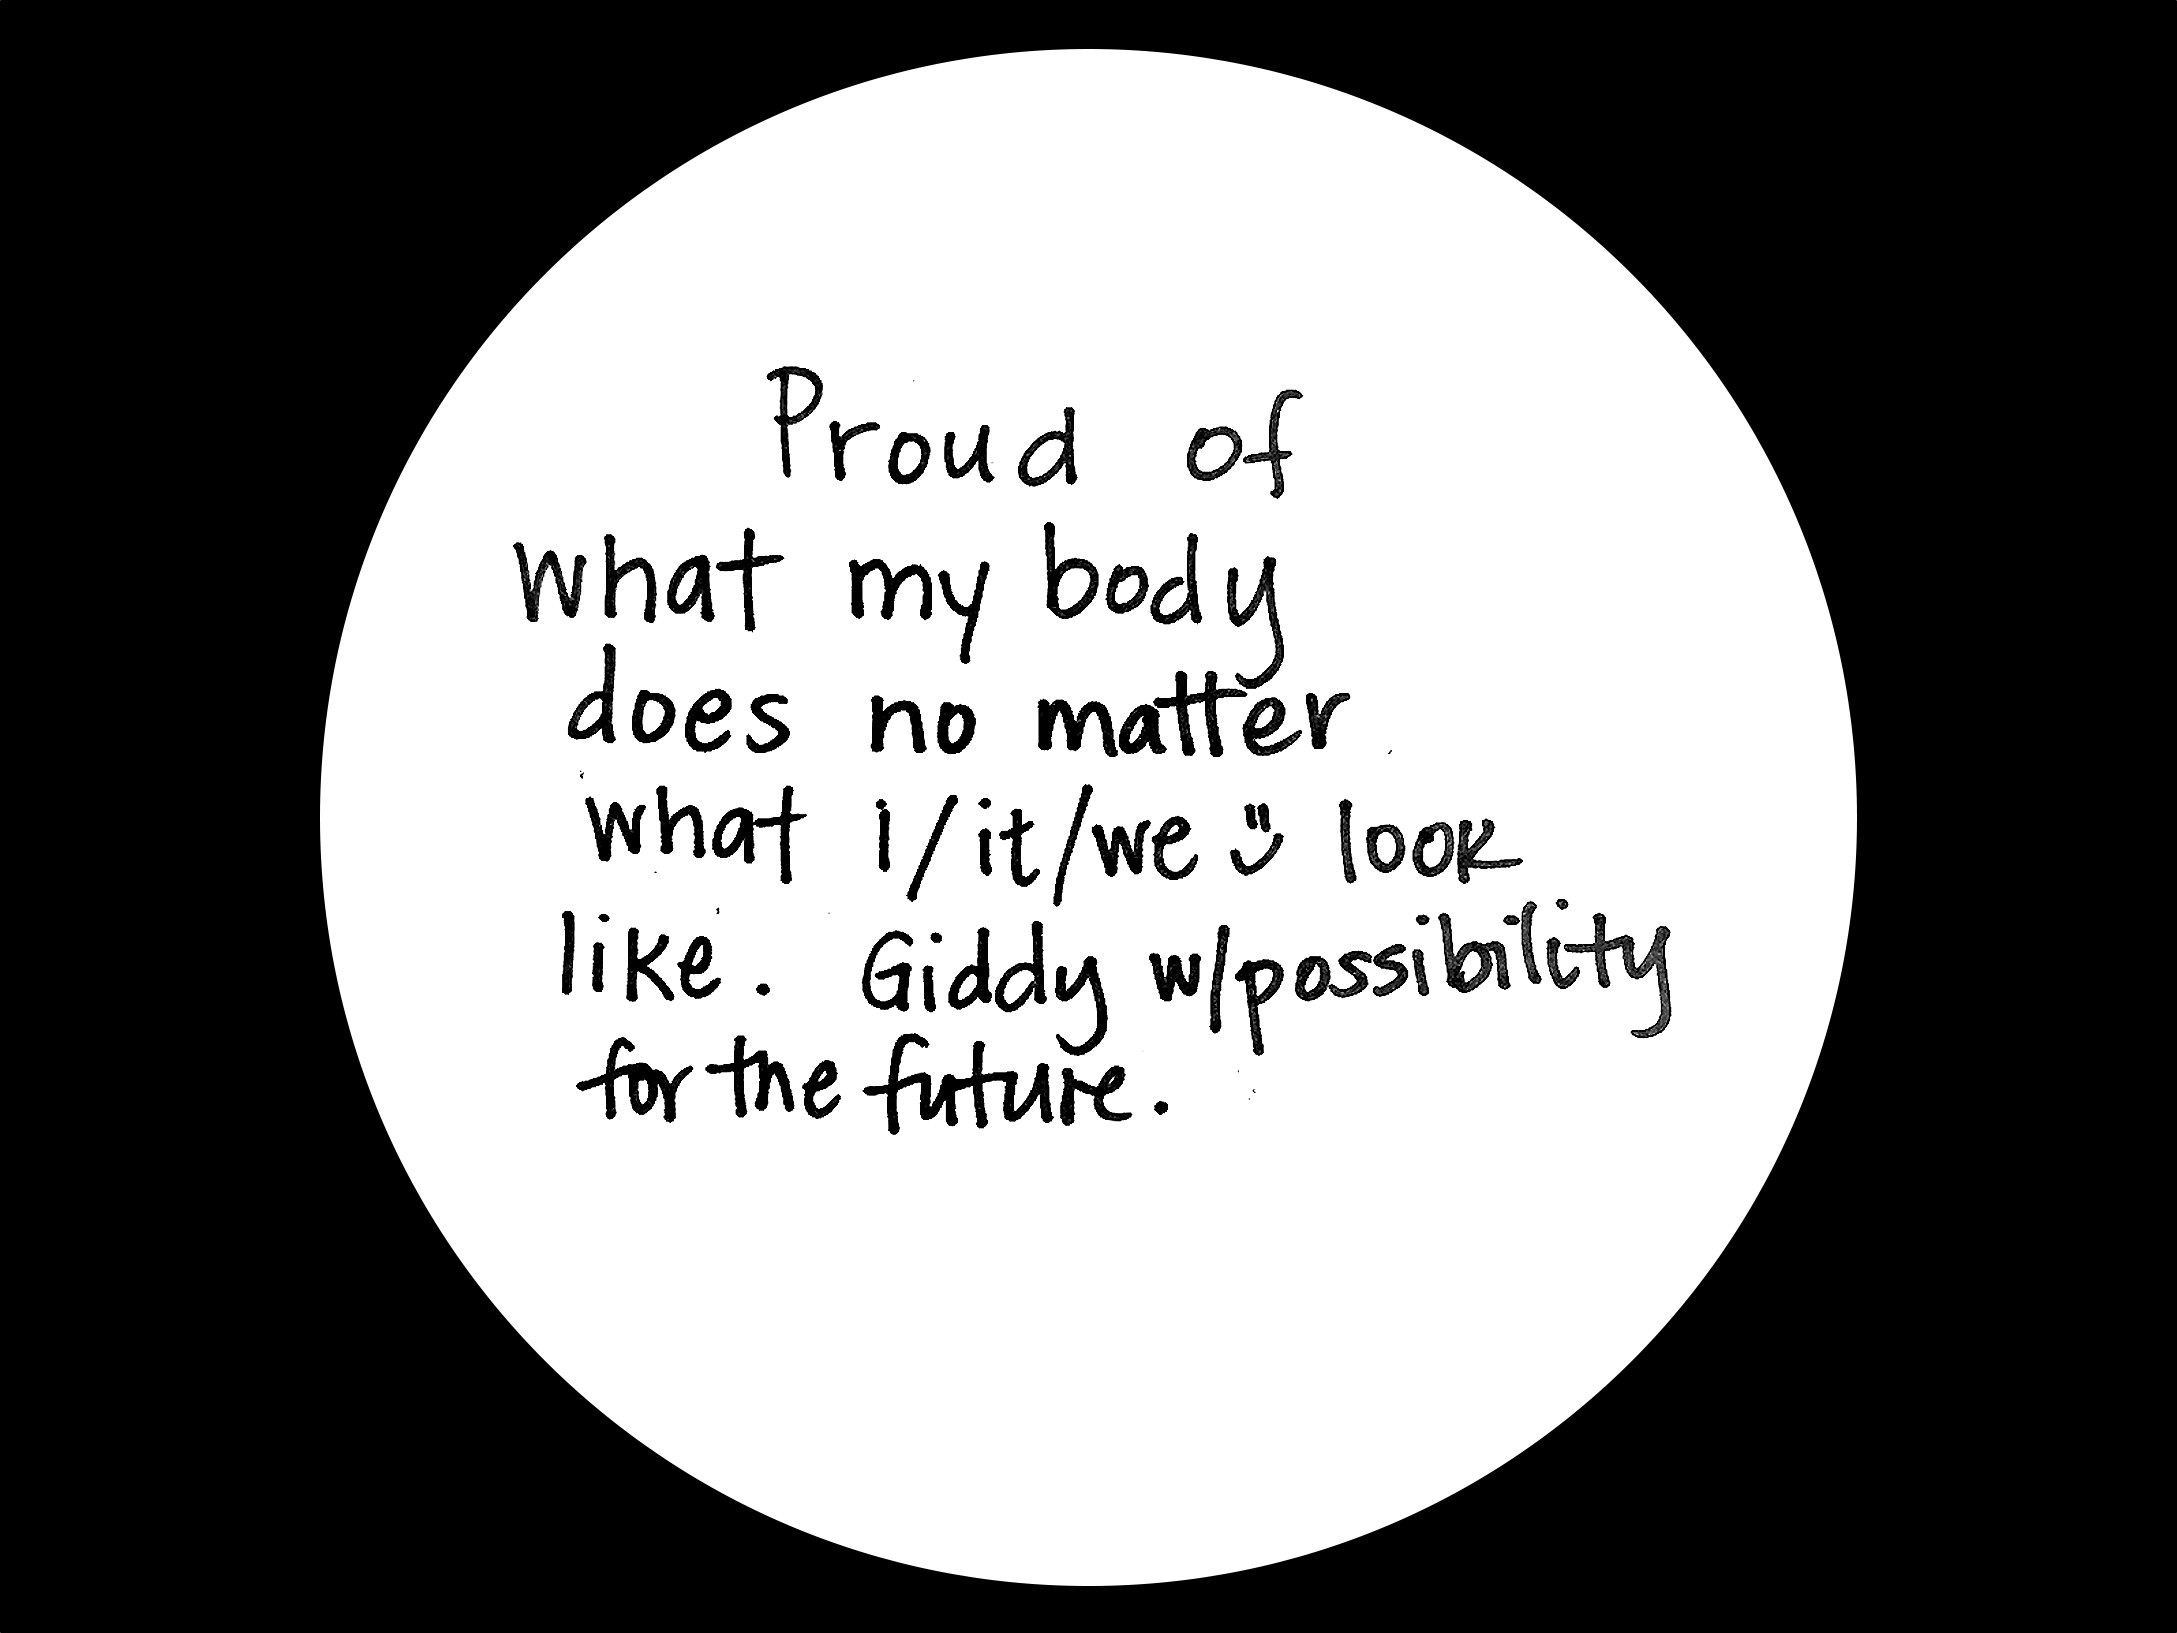 Proud of
what my body
does no matter
what i/it/we :) look
like. Giddy w/possibility
for the future.